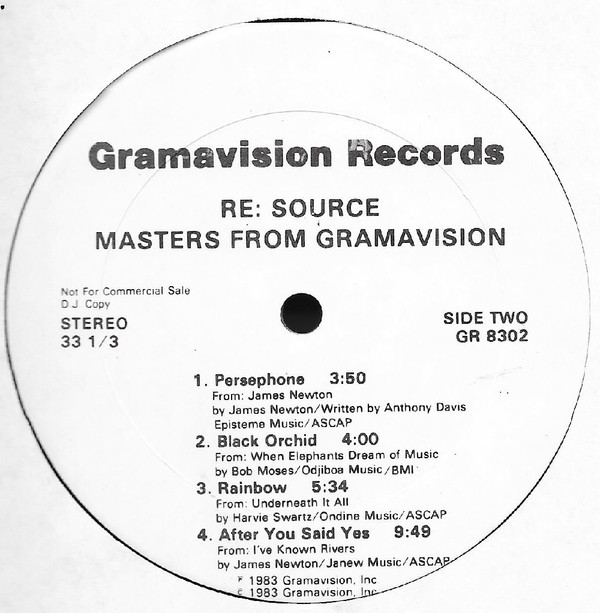 Gramavision Records
RE: SOURCE
MASTERS FROM GRAMAVISION
Not For Commercial Sale
D.J. Copy
STEREO
33 1/3
SIDE TWO
GR 8302
1. Persephone 3:50
From: James Newton
by James Newton/Written by Anthony Davis
Episteme Music/ASCAP
2. Black Orchid 4:00
From: When Elephants Dream of Music
by Bob Moses/Odjiboa Music/BMI
3. Rainbow 5:34
From: Underneath It All
by Harvie Swartz/Ondine Music/ASCAP
4. After You Said Yes 9:49
From: I've Known Rivers
by James Newton/Janew Music/ASCAP
P 1983 Gramavision, Inc
C 1983 Gramavision, Inc.